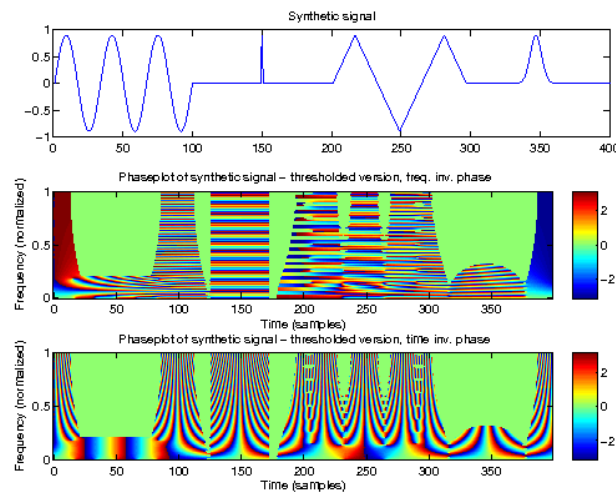 Synthetic signal
1
0.5
0
−0.5
−1
0 50 100 150 200 250 300 350 400
Phaseplot of synthetic signal − thresholded version, freq. inv. phase
Frequency (normalized)
1
0.5
0
0 50 100 150 200 250 300 350
Time (samples)
2
0
−2
Phaseplot of synthetic signal − thresholded version, time inv. phase
Frequency (normalized)
1
0.5
0
0 50 100 150 200 250 300 350
Time (samples)
2
0
−2